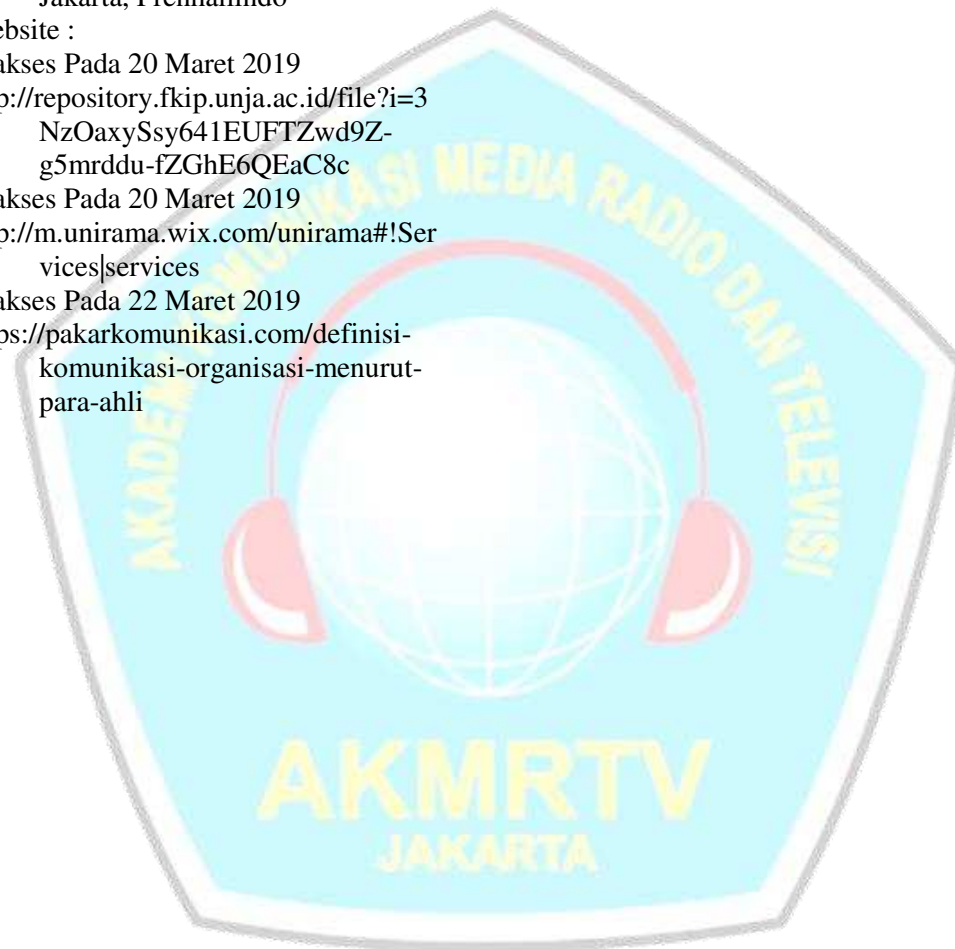 Jakarta, Prenhallindo
ebsite :
akses Pada 20 Maret 2019
p://repository.fkip.unja.ac.id/file?i=3
NzOaxySsy641EUFTZwd9Z-
g5mrddu-fZGhE6QEaC8c
akses Pada 20 Maret 2019
p://m.unirama.wix.com/unirama#!Ser
vices|services
akses Pada 22 Maret 2019
ps://pakarkomunikasi.com/definisi-
komunikasi-organisasi-menurut-
para-ahli
AKADEMI KOMUNIKASI MEDIA RADIO DAN TELEVISI
AKMRTV
JAKARTA